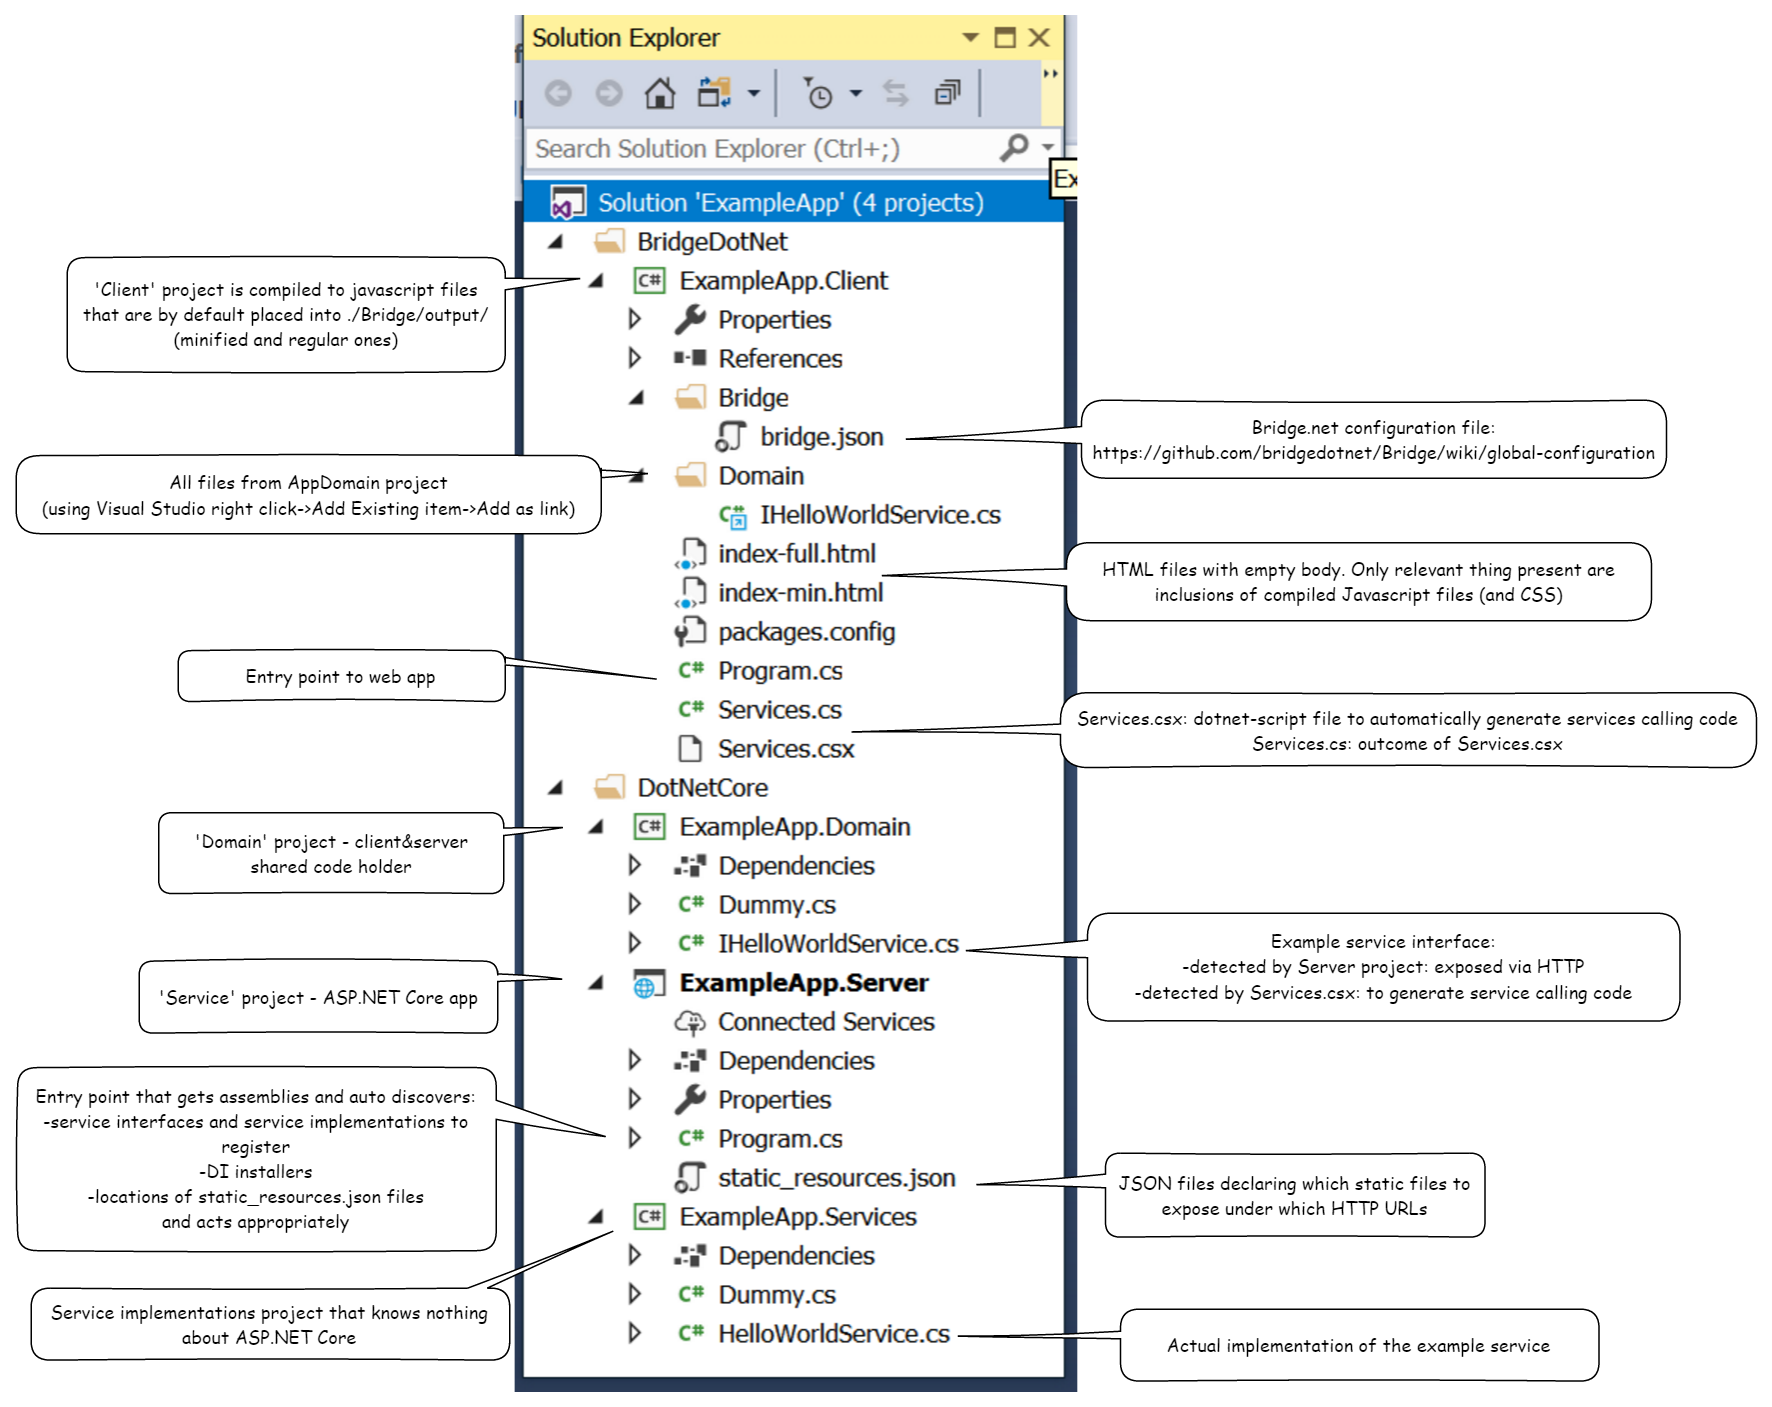 Solution Explorer
Search Solution Explorer (Ctrl+;)
Ex
Solution 'ExampleApp' (4 projects)
BridgeDotNet
C# ExampleApp.Client
Properties
References
Bridge
bridge.json
Domain
C# IHelloWorldService.cs
index-full.html
index-min.html
packages.config
C# Program.cs
C# Services.cs
Services.csx
DotNetCore
C# ExampleApp.Domain
Dependencies
C# Dummy.cs
C# IHelloWorldService.cs
ExampleApp.Server
Connected Services
Dependencies
Properties
C# Program.cs
static_resources.json
C# ExampleApp.Services
Dependencies
C# Dummy.cs
C# HelloWorldService.cs
'Client' project is compiled to javascript files
that are by default placed into ./Bridge/output/
(minified and regular ones)
All files from AppDomain project
(using Visual Studio right click->Add Existing item->Add as link)
Entry point to web app
'Domain' project - client&server
shared code holder
'Service' project - ASP.NET Core app
Entry point that gets assemblies and auto discovers:
-service interfaces and service implementations to
register
-DI installers
-locations of static_resources.json files
and acts appropriately
Service implementations project that knows nothing
about ASP.NET Core
Bridge.net configuration file:
https://github.com/bridgedotnet/Bridge/wiki/global-configuration
HTML files with empty body. Only relevant thing present are
inclusions of compiled Javascript files (and CSS)
Services.csx: dotnet-script file to automatically generate services calling code
Services.cs: outcome of Services.csx
Example service interface:
-detected by Server project: exposed via HTTP
-detected by Services.csx: to generate service calling code
JSON files declaring which static files to
expose under which HTTP URLs
Actual implementation of the example service